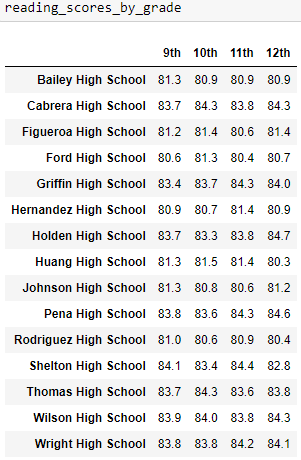 reading_scores_by_grade
9th 10th 11th 12th
Bailey High School 81.3 80.9 80.9 80.9
Cabrera High School 83.7 84.3 83.8 84.3
Figueroa High School 81.2 81.4 80.6 81.4
Ford High School 80.6 81.3 80.4 80.7
Griffin High School 83.4 83.7 84.3 84.0
Hernandez High School 80.9 80.7 81.4 80.9
Holden High School 83.7 83.3 83.8 84.7
Huang High School 81.3 81.5 81.4 80.3
Johnson High School 81.3 80.8 80.6 81.2
Pena High School 83.8 83.6 84.3 84.6
Rodriguez High School 81.0 80.6 80.9 80.4
Shelton High School 84.1 83.4 84.4 82.8
Thomas High School 83.7 84.3 83.6 83.8
Wilson High School 83.9 84.0 83.8 84.3
Wright High School 83.8 83.8 84.2 84.1